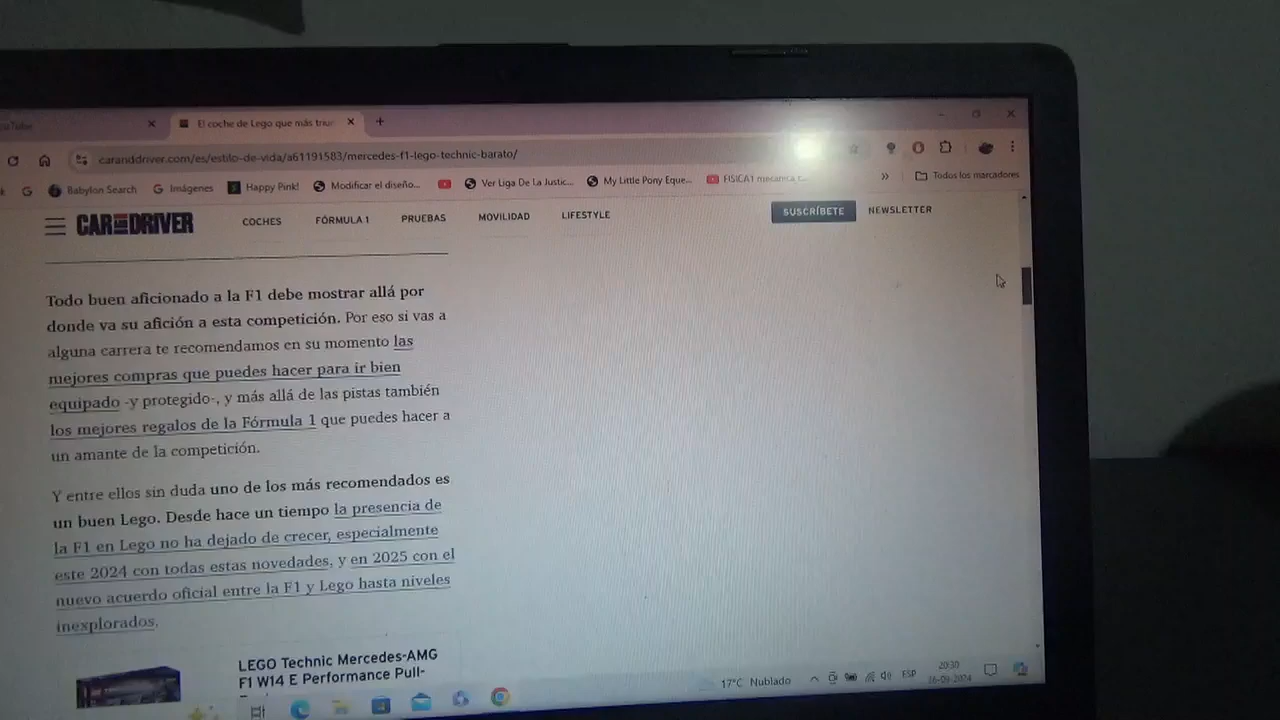 El coche de Lego que más triu
caranddriver.com/es/estilo-de-vida/a61191583/mercedes-f1-lego-technic-barato/
Babylon Search
Imágenes
Happy Pink!
Modificar el diseño...
Ver Liga De La Justic...
My Little Pony Eque...
FISICA1 mecanica
Todos los marcadores
CAR AND DRIVER
COCHES
FÓRMULA 1
PRUEBAS
MOVILIDAD
LIFESTYLE
SUSCRÍBETE
NEWSLETTER
Todo buen aficionado a la F1 debe mostrar allá por
donde va su afición a esta competición. Por eso si vas a
alguna carrera te recomendamos en su momento las
mejores compras que puedes hacer para ir bien
equipado -y protegido-, y más allá de las pistas también
los mejores regalos de la Fórmula 1 que puedes hacer a
un amante de la competición.
Y entre ellos sin duda uno de los más recomendados es
un buen Lego. Desde hace un tiempo la presencia de
la F1 en Lego no ha dejado de crecer, especialmente
este 2024 con todas estas novedades, y en 2025 con el
nuevo acuerdo oficial entre la F1 y Lego hasta niveles
inexplorados.
LEGO Technic Mercedes-AMG
F1 W14 E Performance Pull-
17°C Nublado
ESP
20:30